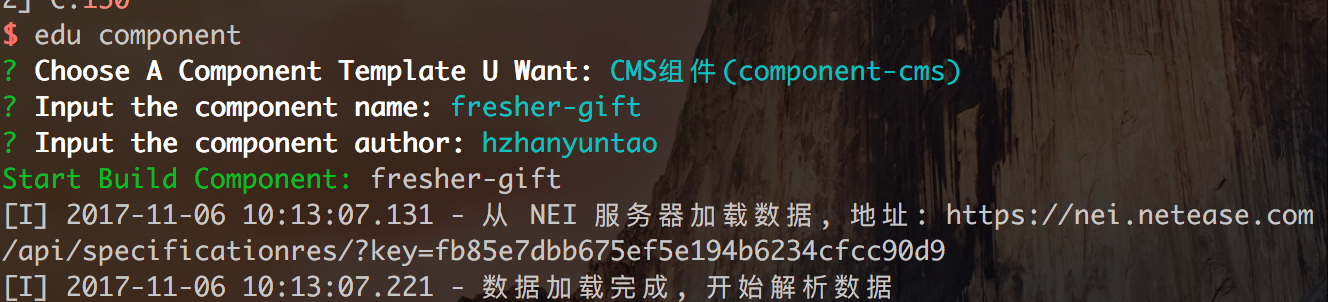 C:130
$ edu component
? Choose A Component Template U Want: CMS组件(component-cms)
? Input the component name: fresher-gift
? Input the component author: hzhanyuntao
Start Build Component: fresher-gift
[I] 2017-11-06 10:13:07.131 - 从 NEI 服务器加载数据, 地址: https://nei.netease.com
/api/specificationres/?key=fb85e7dbb675ef5e194b6234cfcc90d9
[I] 2017-11-06 10:13:07.221 - 数据加载完成, 开始解析数据